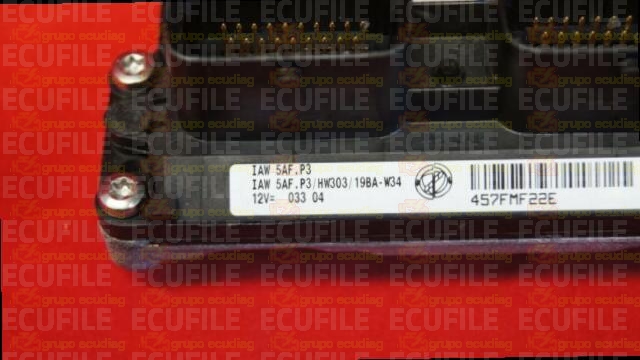 IAW 5AF.P3
IAW 5AF.P3/HW303/19BA-W34
12V= 033 04
457FMF22E
ECUFILE
grupo ecudiag